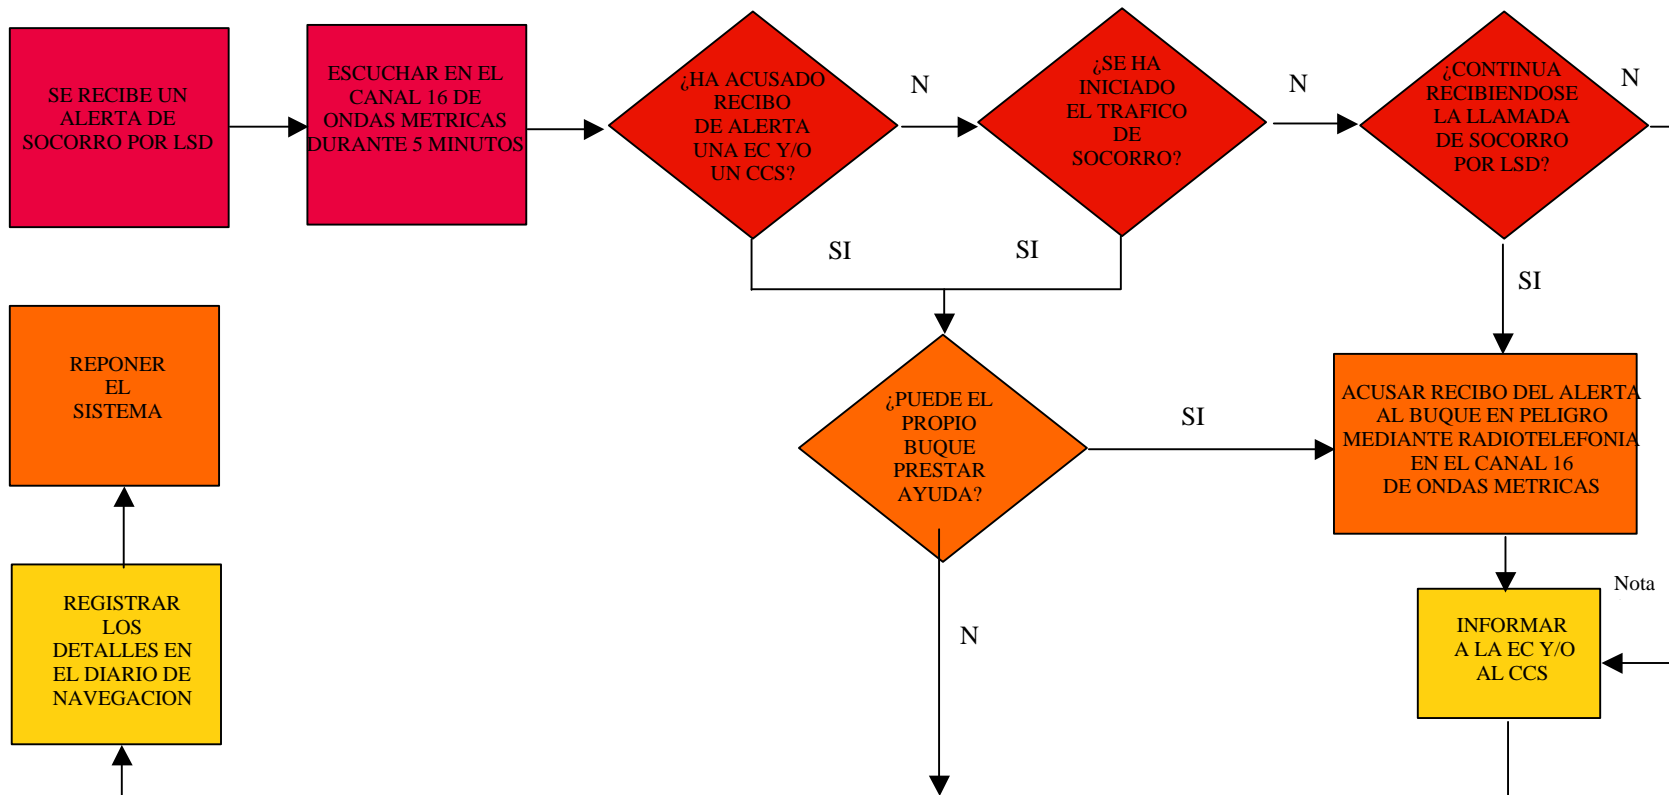 SE RECIBE UN
ALERTA DE
SOCORRO POR LSD
ESCUCHAR EN EL
CANAL 16 DE
ONDAS METRICAS
DURANTE 5 MINUTOS
¿HA ACUSADO
RECIBO
DE ALERTA
UNA EC Y/O
UN CCS?
N
¿SE HA
INICIADO
EL TRAFICO
DE
SOCORRO?
N
¿CONTINUA
RECIBIENDOSE
LA LLAMADA
DE SOCORRO
POR LSD?
N
SI
SI
SI
REPONER
EL
SISTEMA
¿PUEDE EL
PROPIO
BUQUE
PRESTAR
AYUDA?
SI
ACUSAR RECIBO DEL ALERTA
AL BUQUE EN PELIGRO
MEDIANTE RADIOTELEFONIA
EN EL CANAL 16
DE ONDAS METRICAS
REGISTRAR
LOS
DETALLES EN
EL DIARIO DE
NAVEGACION
N
Nota
INFORMAR
A LA EC Y/O
AL CCS